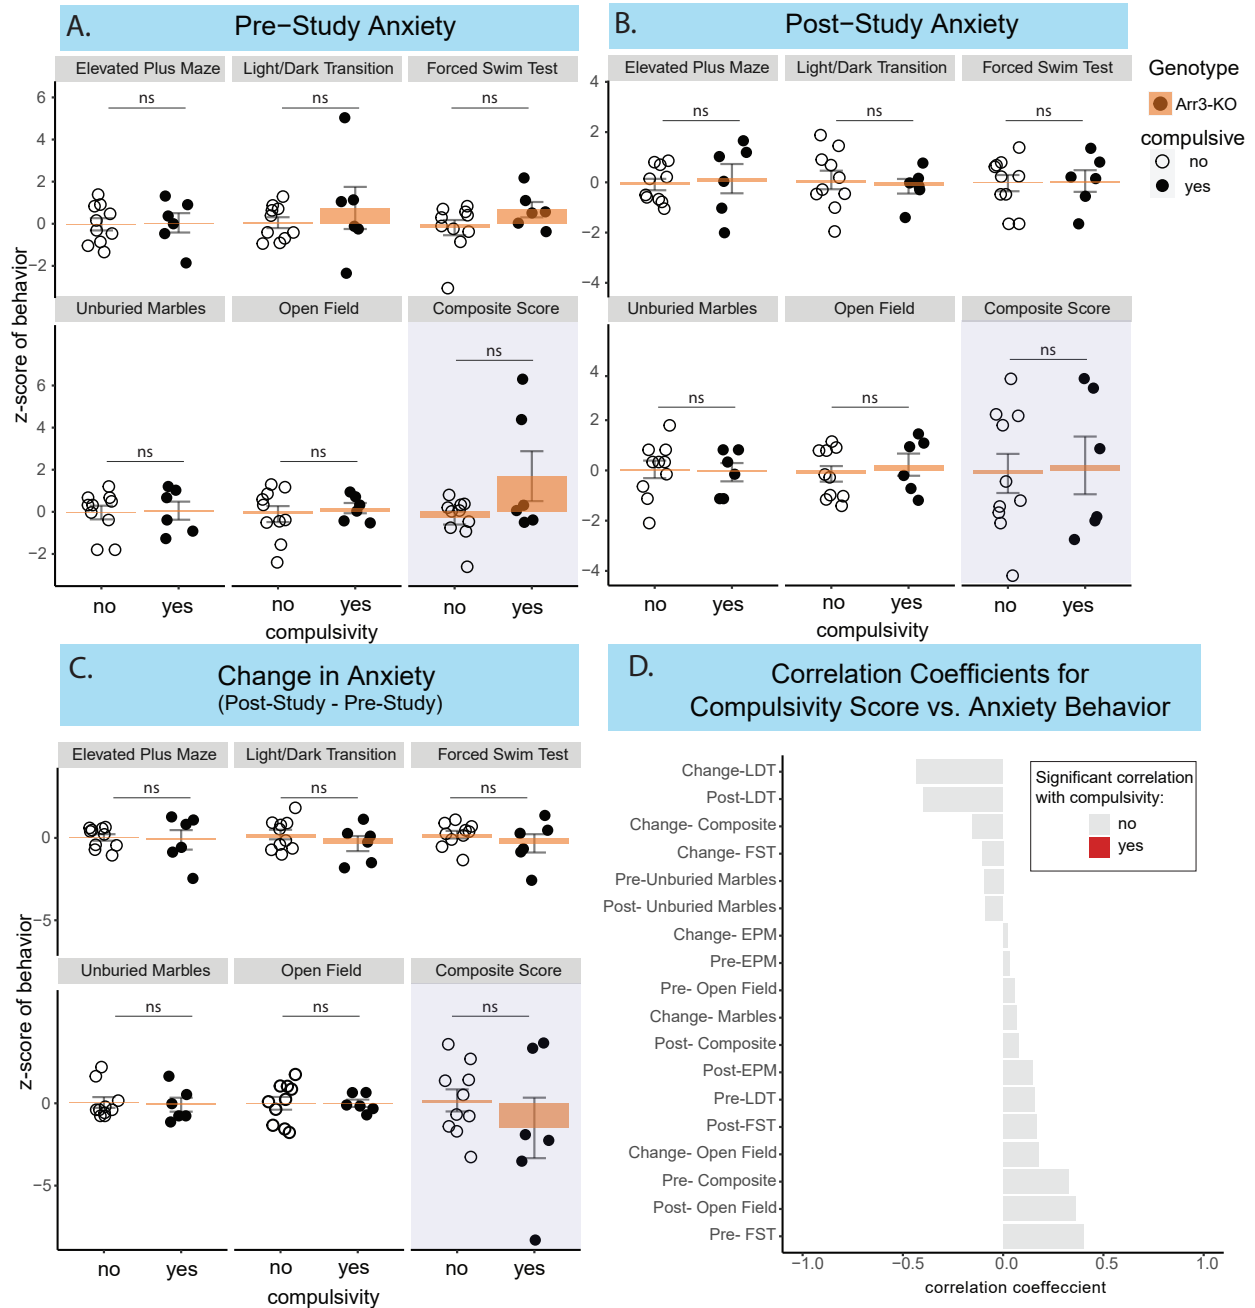 A.
Pre−Study Anxiety
Elevated Plus Maze
Light/Dark Transition
Forced Swim Test
ns
ns
ns
6
4
2
0
−2
Unburied Marbles
Open Field
Composite Score
ns
ns
ns
6
4
2
0
−2
z-score of behavior
no
yes
no
yes
no
yes
compulsivity
B.
Post−Study Anxiety
Elevated Plus Maze
Light/Dark Transition
Forced Swim Test
ns
ns
ns
4
2
0
−2
−4
Unburied Marbles
Open Field
Composite Score
ns
ns
ns
4
2
0
−2
−4
no
yes
no
yes
no
yes
compulsivity
Genotype
Arr3-KO
compulsive
no
yes
C.
Change in Anxiety
(Post-Study - Pre-Study)
Elevated Plus Maze
Light/Dark Transition
Forced Swim Test
ns
ns
ns
0
−5
Unburied Marbles
Open Field
Composite Score
ns
ns
ns
0
−5
z-score of behavior
no
yes
no
yes
no
yes
compulsivity
D.
Correlation Coefficients for
Compulsivity Score vs. Anxiety Behavior
Change-LDT
Post-LDT
Change- Composite
Change- FST
Pre-Unburied Marbles
Post- Unburied Marbles
Change- EPM
Pre-EPM
Pre- Open Field
Change- Marbles
Post- Composite
Post-EPM
Pre-LDT
Post-FST
Change- Open Field
Pre- Composite
Post- Open Field
Pre- FST
Significant correlation
with compulsivity:
no
yes
−1.0
−0.5
0.0
0.5
1.0
correlation coeffeccient